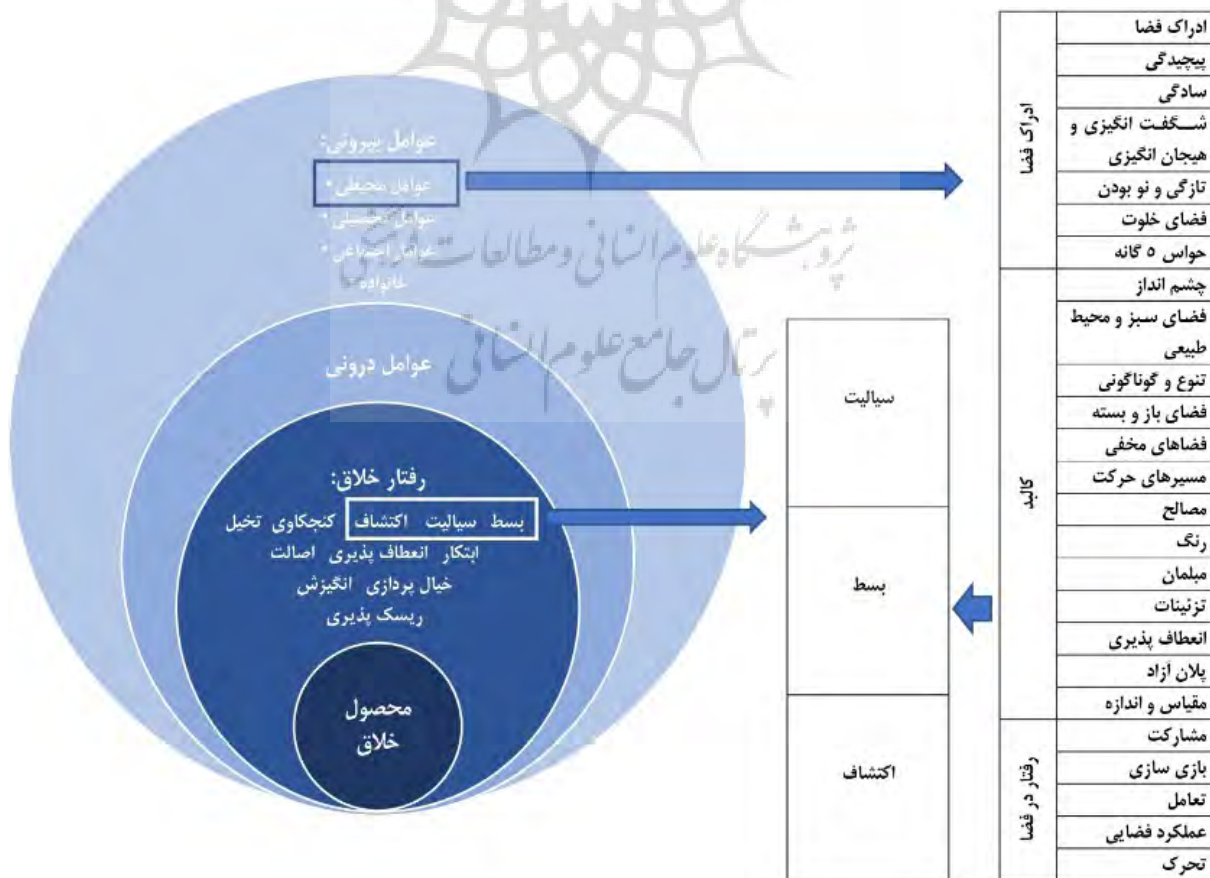 عوامل بیرونی:
عوامل محیطی•
عوامل تحصیلی•
عوامل اجتماعی•
خانواده
عوامل درونی
رفتار خلاق:
بسط سیالیت اکتشاف کنجکاوی تخیل
ابتکار انعطاف پذیری اصالت
خیال پردازی انگیزش
ریسک پذیری
محصول
خلاق
پژوهشگاه علوم انسانی و مطالعات فرهنگی
پرتال جامع علوم انسانی
سیالیت
بسط
اکتشاف
ادراک فضا
ادراک فضا
پیچیدگی
سادگی
شــگفت انگیزی و
هیجان انگیزی
تازگی و نو بودن
فضای خلوت
حواس ۵ گانه
کالبد
چشم انداز
فضای سبز و محیط
طبیعی
تنوع و گوناگونی
فضای باز و بسته
فضاهای مخفی
مسیرهای حرکت
مصالح
رنگ
مبلمان
تزئینات
انعطاف پذیری
پلان آزاد
مقیاس و اندازه
رفتار در فضا
مشارکت
بازی سازی
تعامل
عملکرد فضایی
تحرک